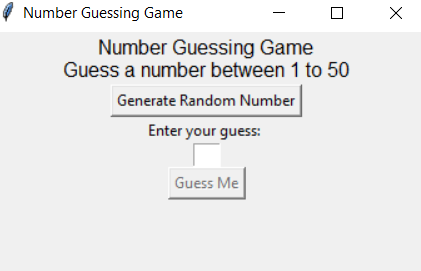 Number Guessing Game
Number Guessing Game
Guess a number between 1 to 50
Generate Random Number
Enter your guess:
Guess Me